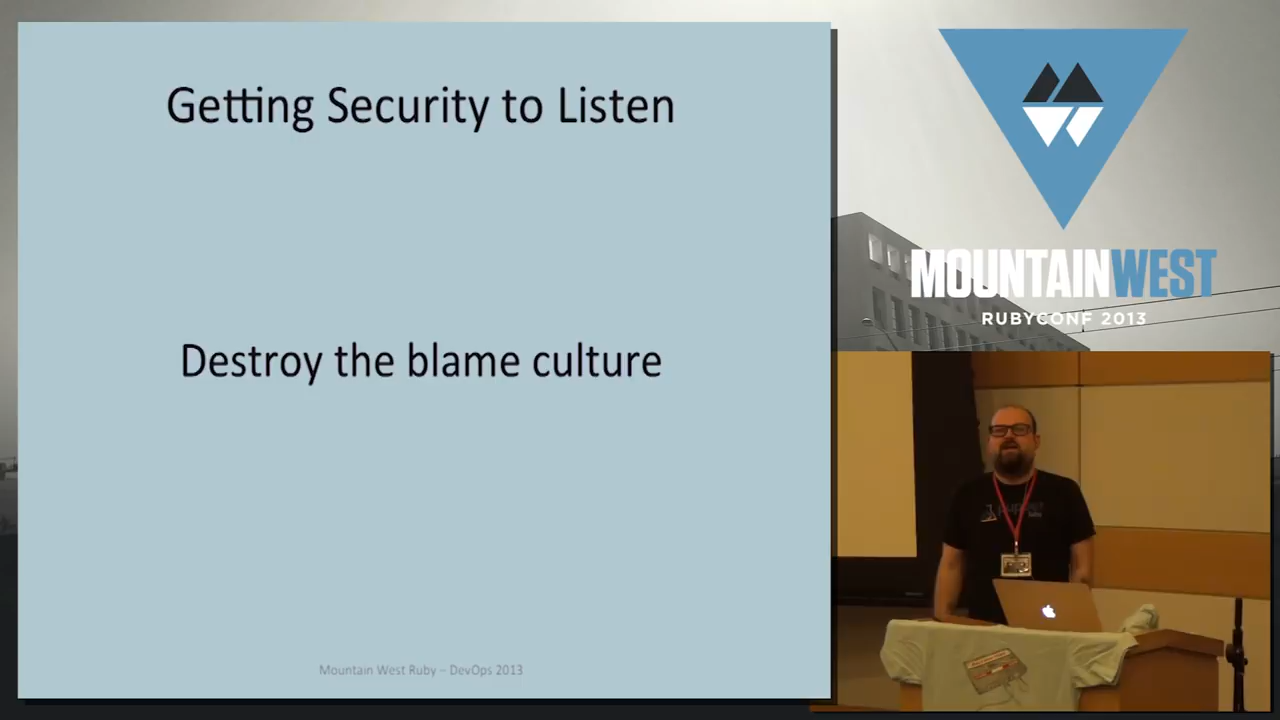 Getting Security to Listen
Destroy the blame culture
Mountain West Ruby – DevOps 2013
MOUNTAINWEST
RUBYCONF 2013